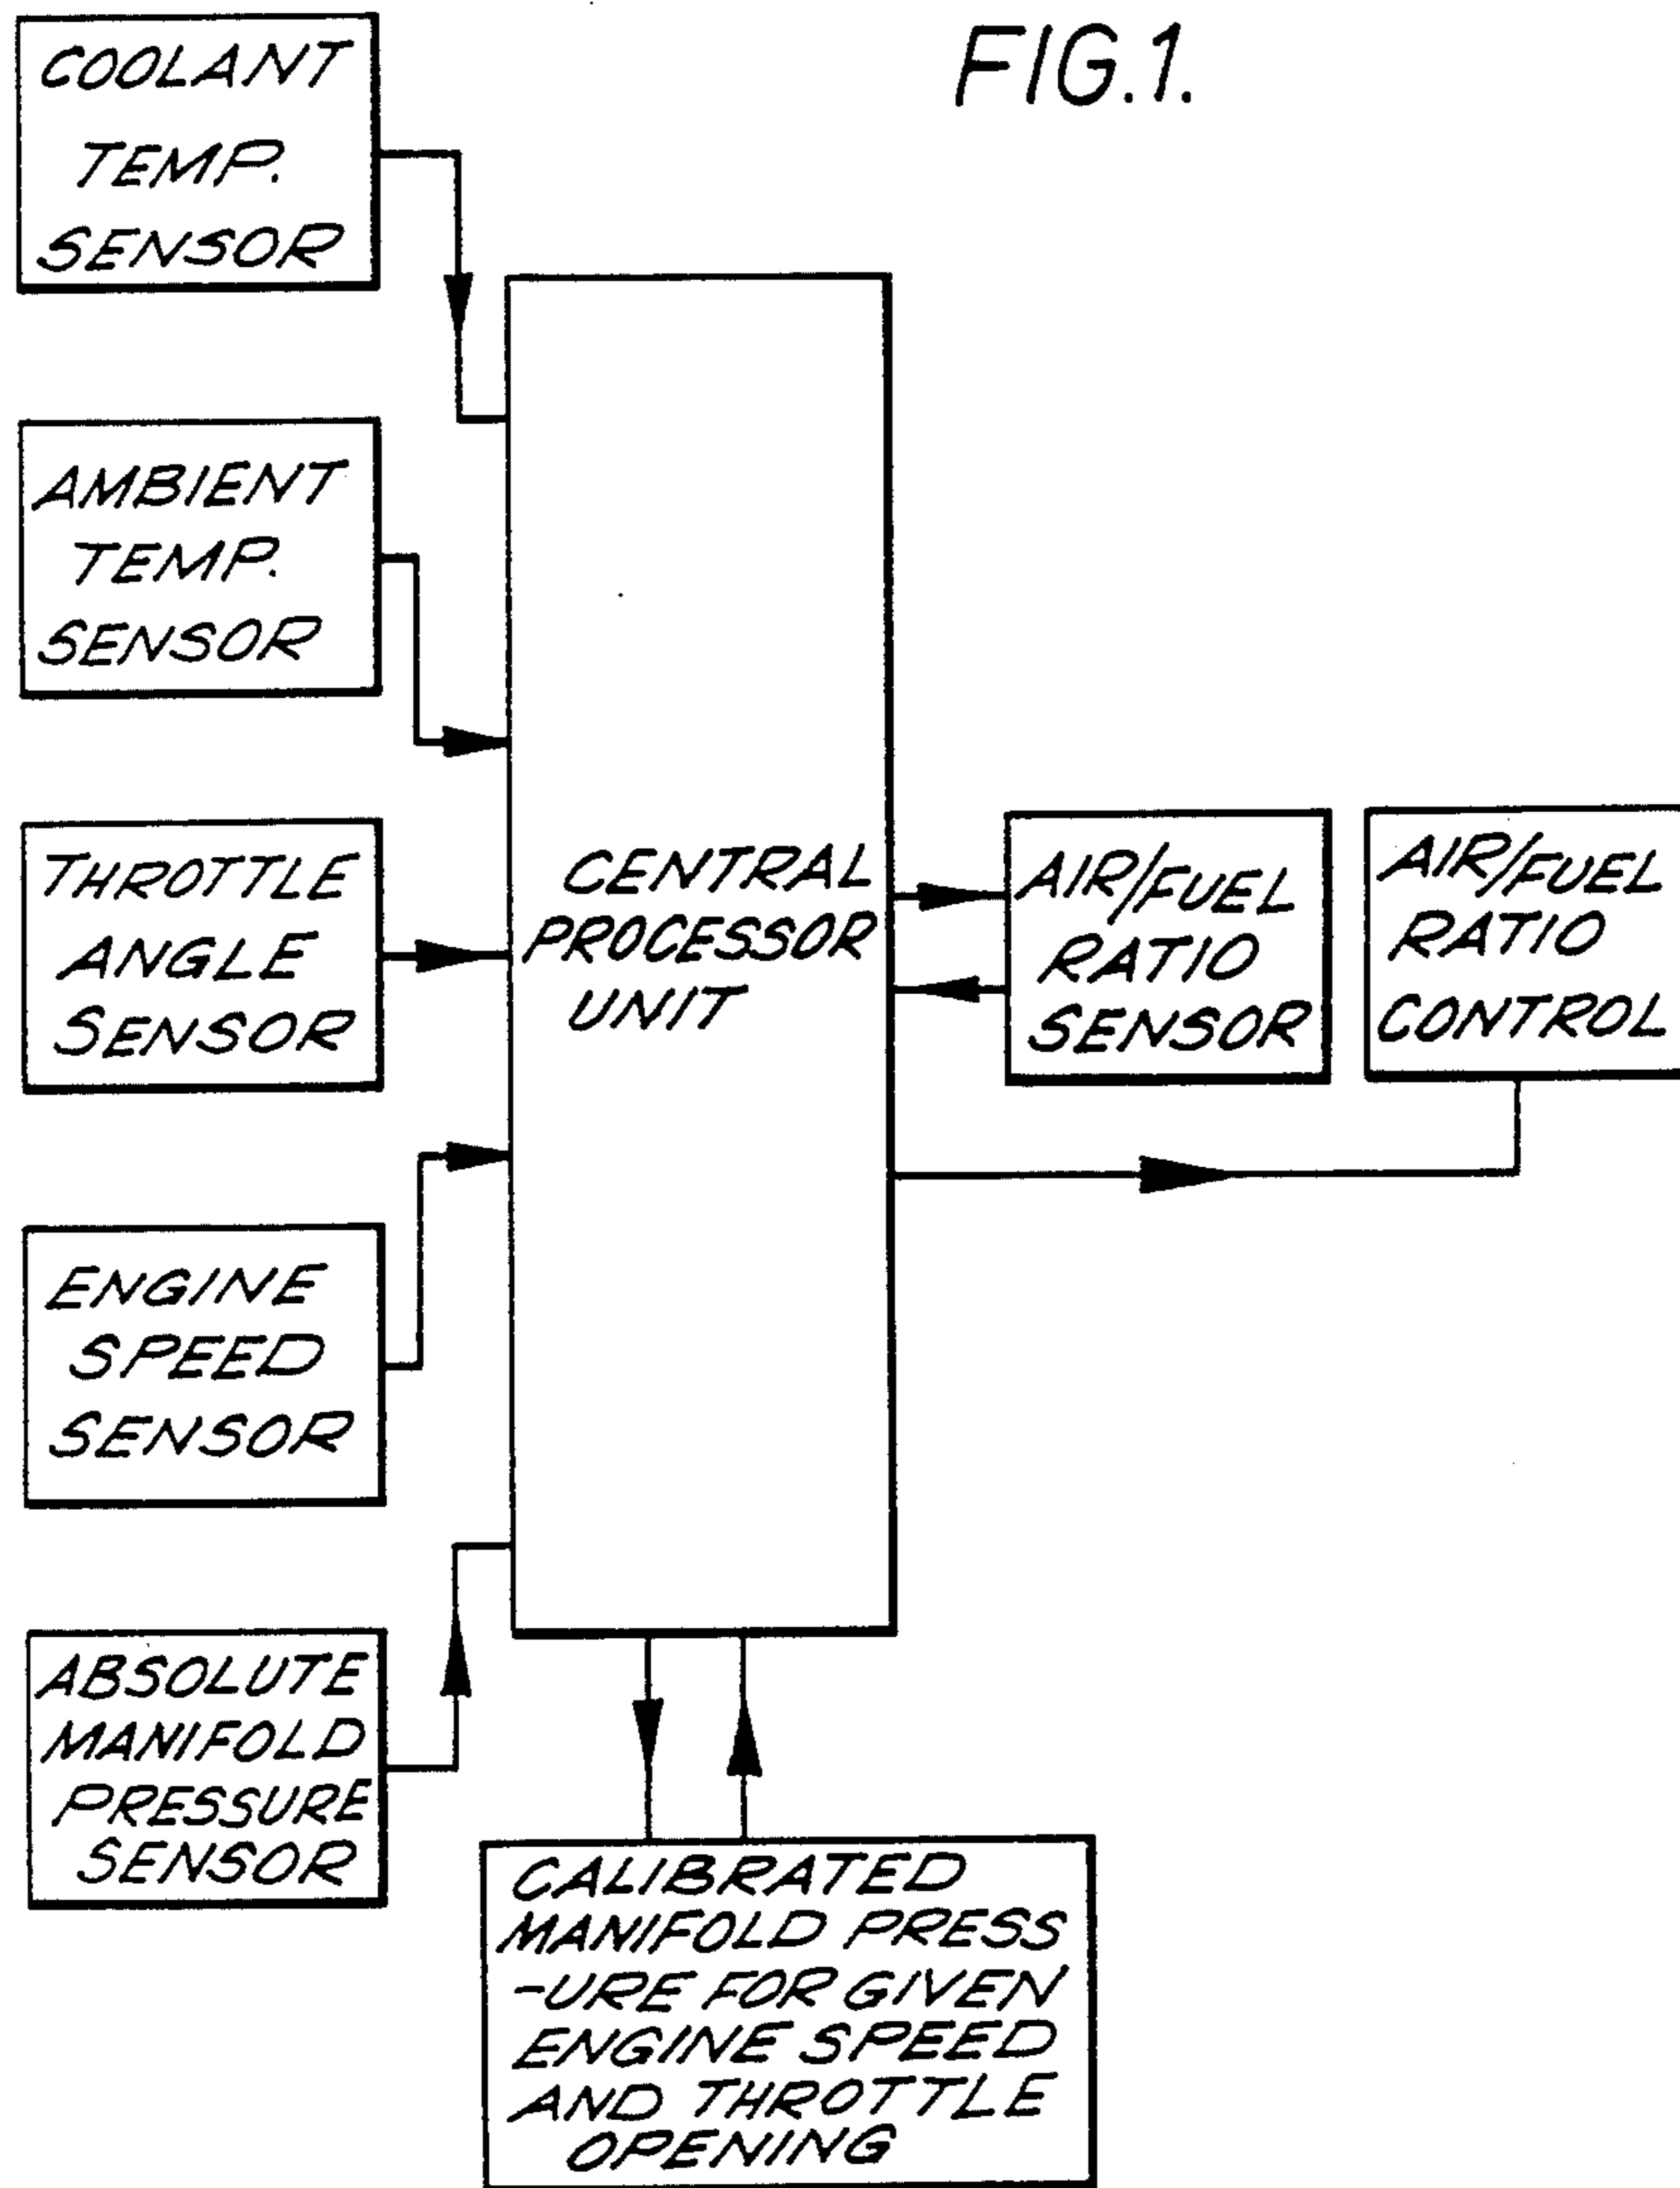 FIG.1.
COOLANT
TEMP.
SENSOR
AMBIENT
TEMP.
SENSOR
THROTTLE
ANGLE
SENSOR
ENGINE
SPEED
SENSOR
ABSOLUTE
MANIFOLD
PRESSURE
SENSOR
CENTRAL
PROCESSOR
UNIT
AIR/FUEL
RATIO
SENSOR
AIR/FUEL
RATIO
CONTROL
CALIBRATED
MANIFOLD PRESS
-URE FOR GIVEN
ENGINE SPEED
AND THROTTLE
OPENING